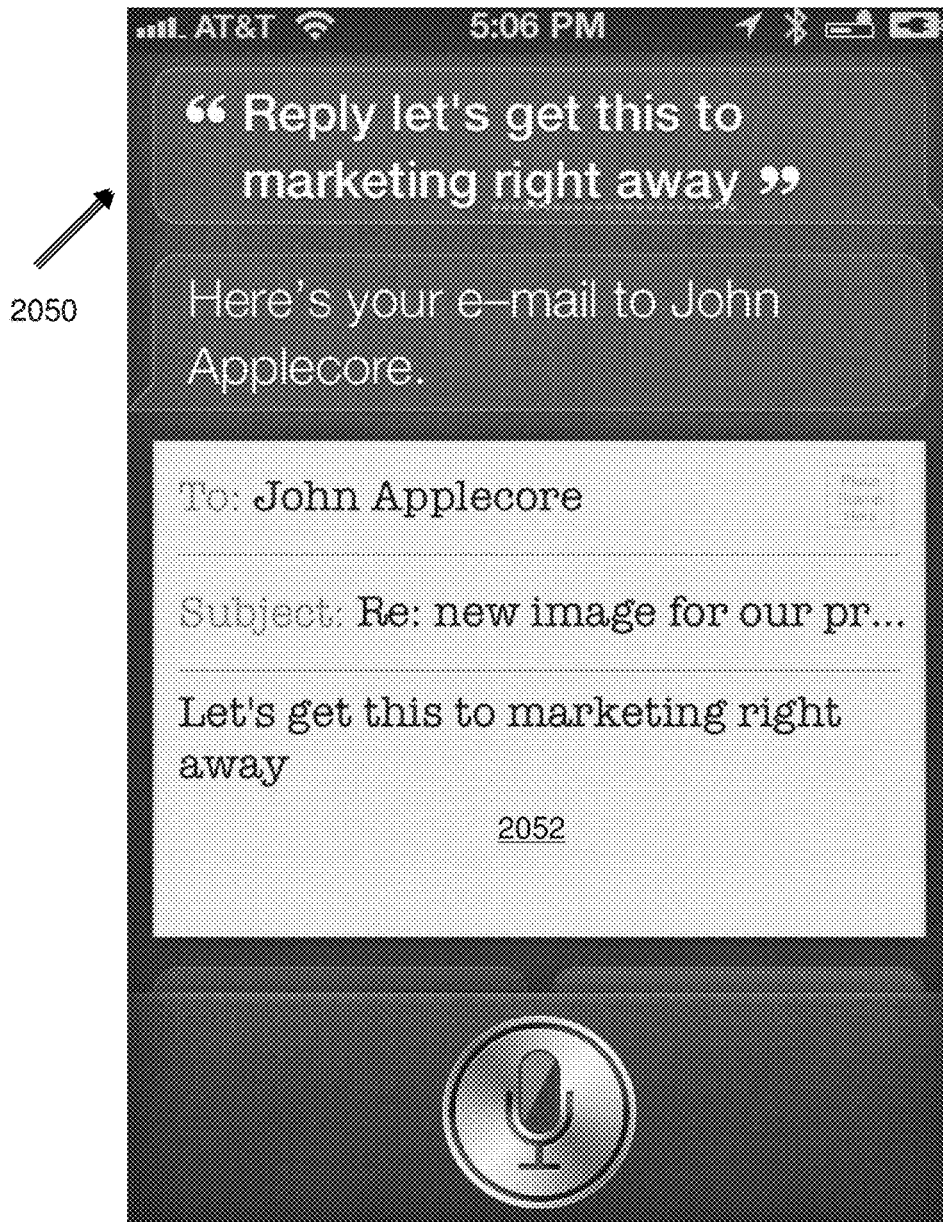 AT&T 5:06 PM
“ Reply let's get this to
marketing right away ”
2050
Here's your e–mail to John
Applecore.
To: John Applecore
Subject: Re: new image for our pr...
Let's get this to marketing right
away
2052